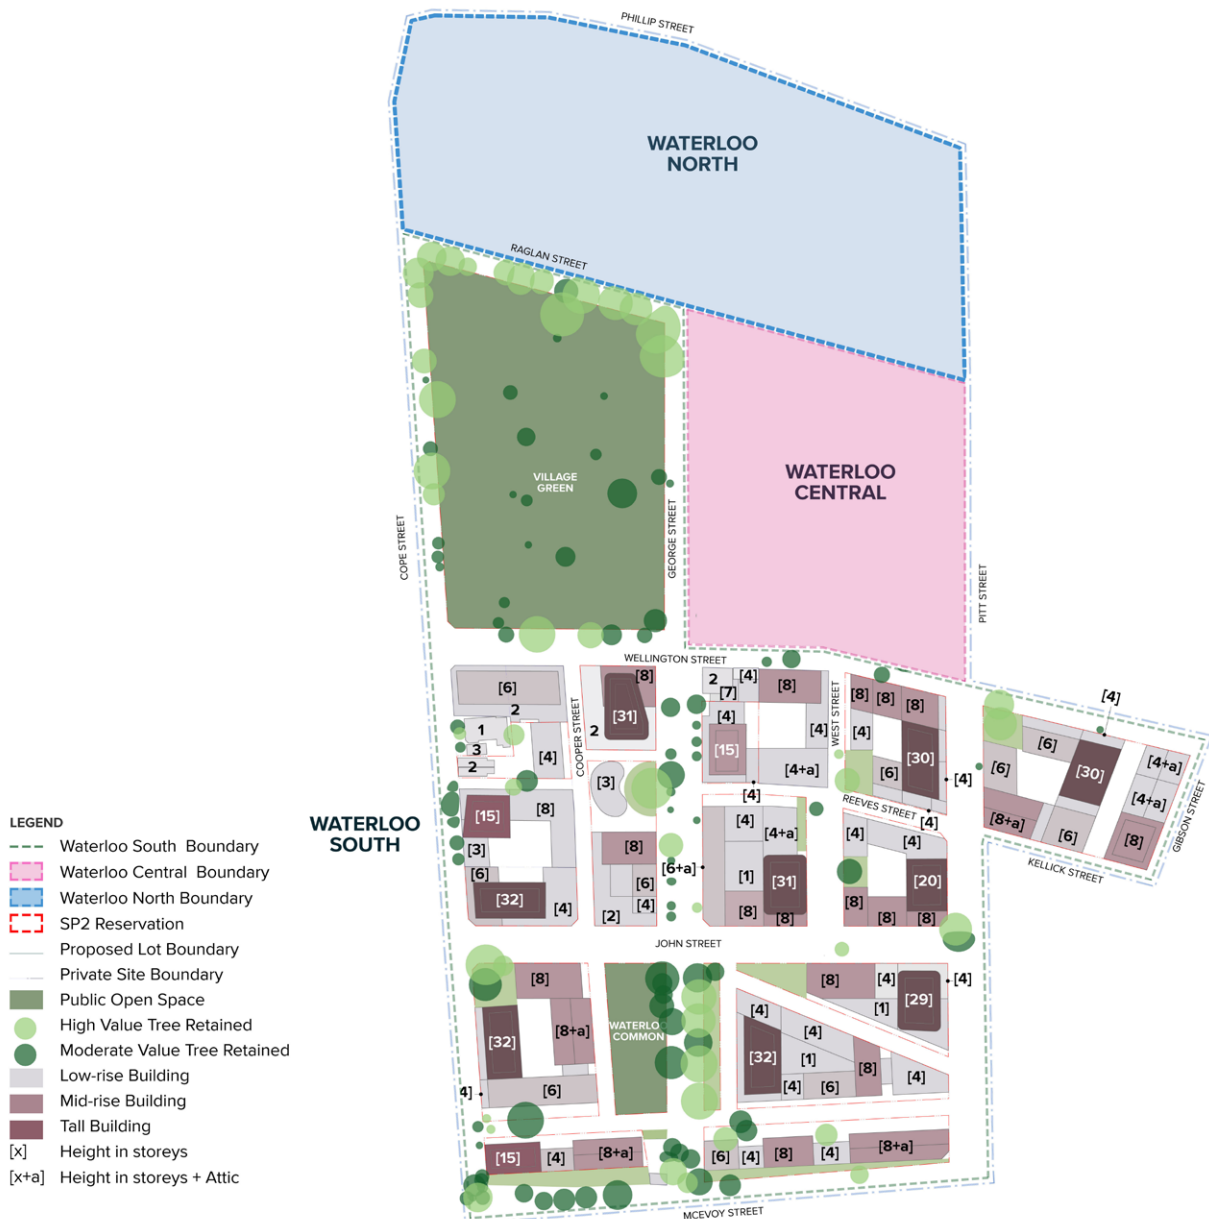 PHILLIP STREET
WATERLOO
NORTH
RAGLAN STREET
VILLAGE
GREEN
WATERLOO
CENTRAL
COPE STREET
GEORGE STREET
PITT STREET
WELLINGTON STREET
[6]
2
1
3
2
[4]
COOPER STREET
[8]
[31]
2
[3]
2
[4]
[7]
[8]
[4]
[15]
[4]
[4+a]
[4]
WEST STREET
[8]
[8]
[8]
[4]
[30]
[6]
[4]
[4]
REEVES STREET
[4]
[6]
[6]
[30]
[4+a]
[4+a]
[8+a]
[6]
[8]
GIBSON STREET
KELLICK STREET
WATERLOO
SOUTH
[15]
[8]
[3]
[6]
[32]
[4]
[8]
[6]
[4]
[2]
[6+a]
[4]
[4+a]
[1]
[31]
[8]
[8]
[4]
[4]
[20]
[8]
[8]
[8]
JOHN STREET
[8]
[32]
[8+a]
4]
[6]
WATERLOO
COMMON
[8]
[4]
[29]
[4]
[1]
[4]
[4]
[32]
[1]
[8]
[4]
[6]
[4]
[15]
[4]
[8+a]
[6]
[4]
[8]
[4]
[8+a]
MCEVOY STREET
LEGEND
Waterloo South Boundary
Waterloo Central Boundary
Waterloo North Boundary
SP2 Reservation
Proposed Lot Boundary
Private Site Boundary
Public Open Space
High Value Tree Retained
Moderate Value Tree Retained
Low-rise Building
Mid-rise Building
Tall Building
[x] Height in storeys
[x+a] Height in storeys + Attic